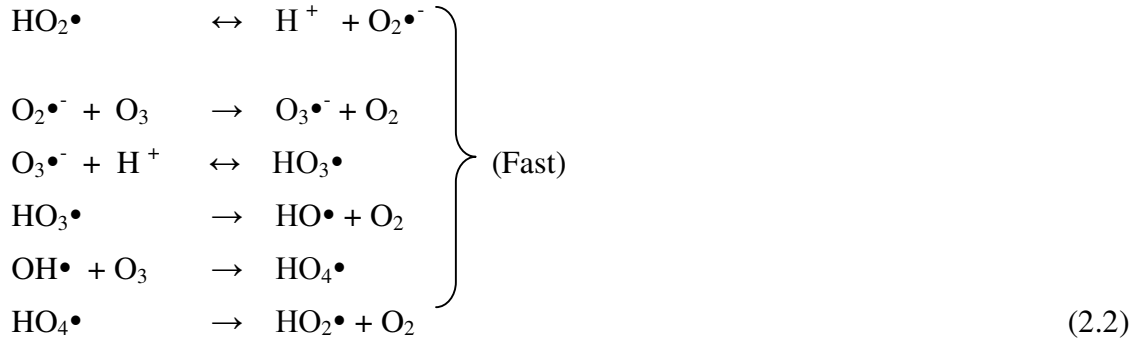 HO₂• ↔ H⁺ + O₂•⁻
O₂•⁻ + O₃ → O₃•⁻ + O₂
O₃•⁻ + H⁺ ↔ HO₃•
(Fast)
HO₃• → HO• + O₂
OH• + O₃ → HO₄•
HO₄• → HO₂• + O₂ (2.2)